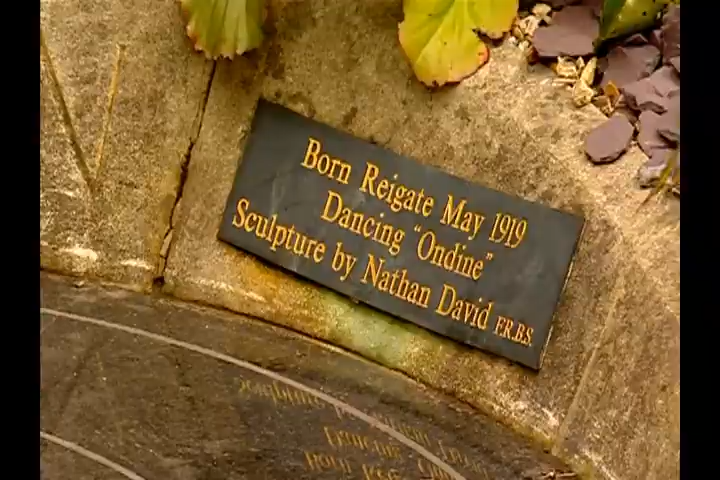 Born Reigate May 1919
Dancing "Ondine"
Sculpture by Nathan David F.R.B.S.